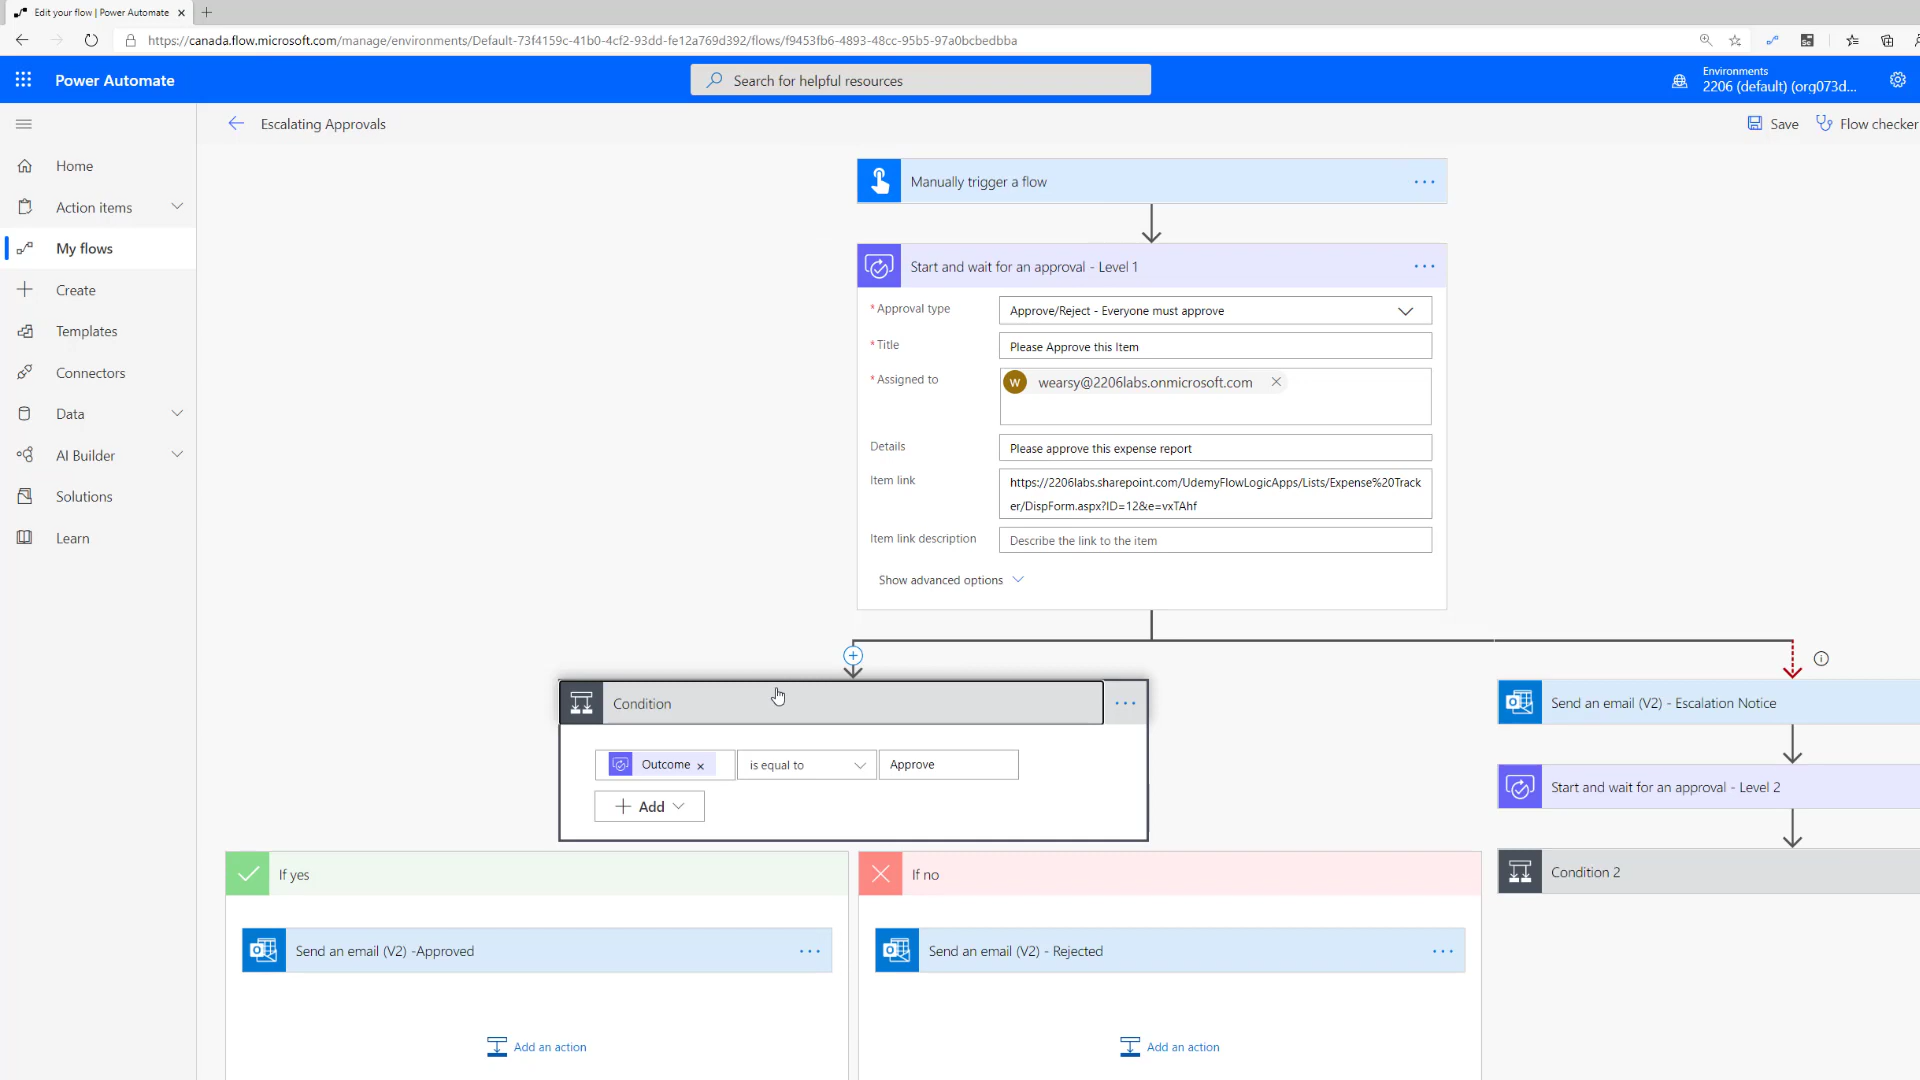 Edit your flow | Power Automate
https://canada.flow.microsoft.com/manage/environments/Default-73f4159c-41b0-4cf2-93dd-fe12a769d392/flows/f9453fb6-4893-48cc-95b5-97a0bcbedbba
Power Automate
Search for helpful resources
Environments
2206 (default) (org073d...
Escalating Approvals
Save
Flow checker
Home
Action items
My flows
Create
Templates
Connectors
Data
AI Builder
Solutions
Learn
Manually trigger a flow
Start and wait for an approval - Level 1
* Approval type
Approve/Reject - Everyone must approve
* Title
Please Approve this Item
* Assigned to
W wearsy@2206labs.onmicrosoft.com
Details
Please approve this expense report
Item link
https://2206labs.sharepoint.com/UdemyFlowLogicApps/Lists/Expense%20Track
er/DispForm.aspx?ID=12&e=vxTAhf
Item link description
Describe the link to the item
Show advanced options
Condition
Outcome
is equal to
Approve
Add
If yes
Send an email (V2) -Approved
Add an action
If no
Send an email (V2) - Rejected
Add an action
Send an email (V2) - Escalation Notice
Start and wait for an approval - Level 2
Condition 2